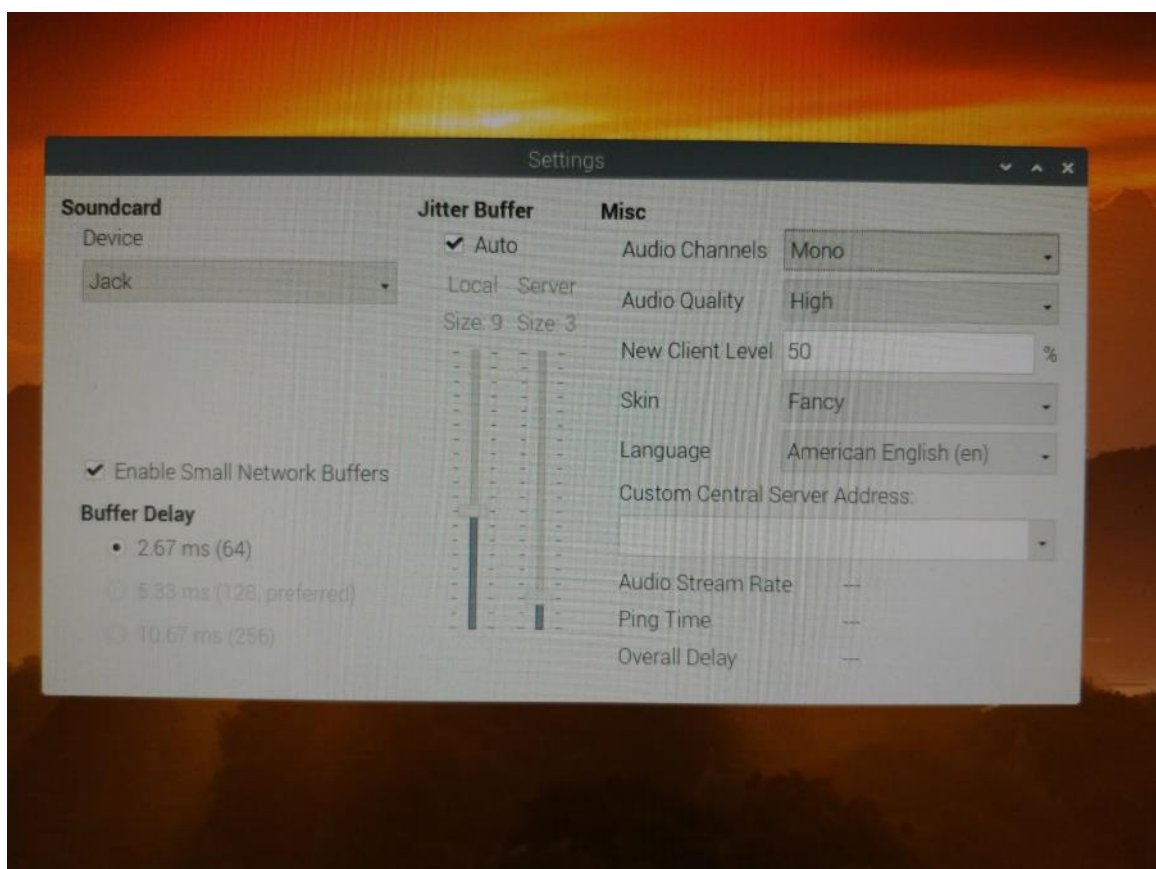 Settings
Soundcard
Device
Jack
Enable Small Network Buffers
Buffer Delay
2.67 ms (64)
5.33 ms (128, preferred)
10.67 ms (256)
Jitter Buffer
Auto
Local Server
Size: 9 Size: 3
Misc
Audio Channels Mono
Audio Quality High
New Client Level 50 %
Skin Fancy
Language American English (en)
Custom Central Server Address:
Audio Stream Rate ---
Ping Time ---
Overall Delay ---